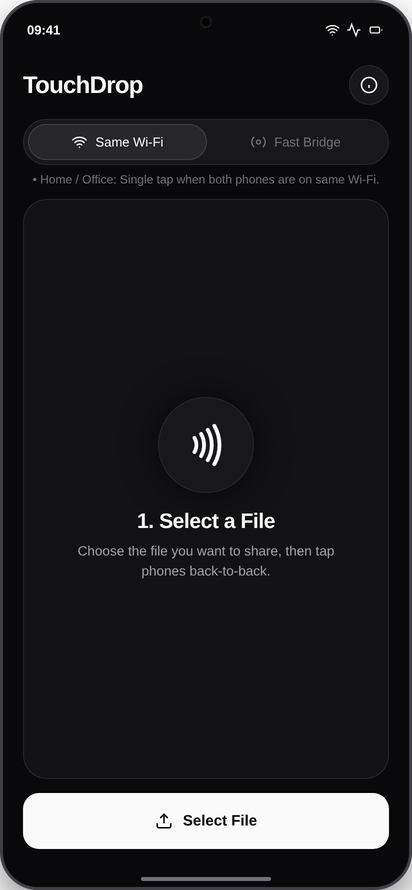 09:41
TouchDrop
Same Wi-Fi
Fast Bridge
• Home / Office: Single tap when both phones are on same Wi-Fi.
1. Select a File
Choose the file you want to share, then tap
phones back-to-back.
Select File